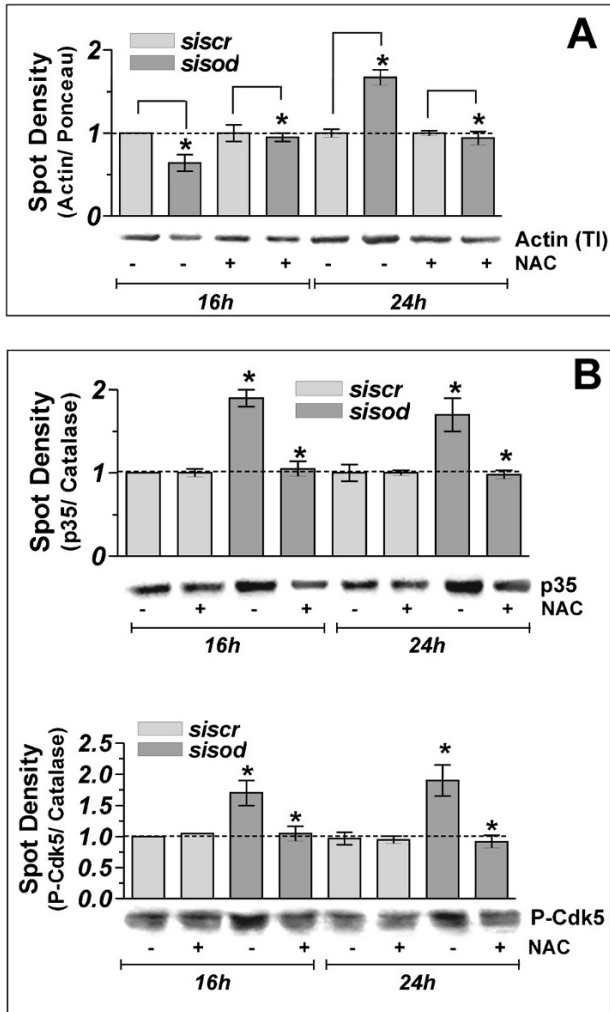 A
siscr
sisod
Spot Density
(Actin/ Ponceau)
2
1
0
* * * *
Actin (TI)
- - + + - - + + NAC
16h 24h
B
siscr
sisod
Spot Density
(p35/ Catalase)
2
1
0
* * * *
p35
- + - + - + - + NAC
16h 24h
siscr
sisod
Spot Density
(P-Cdk5/ Catalase)
2.5
2.0
1.5
1.0
0.5
0.0
* * * *
P-Cdk5
- + - + - + - + NAC
16h 24h